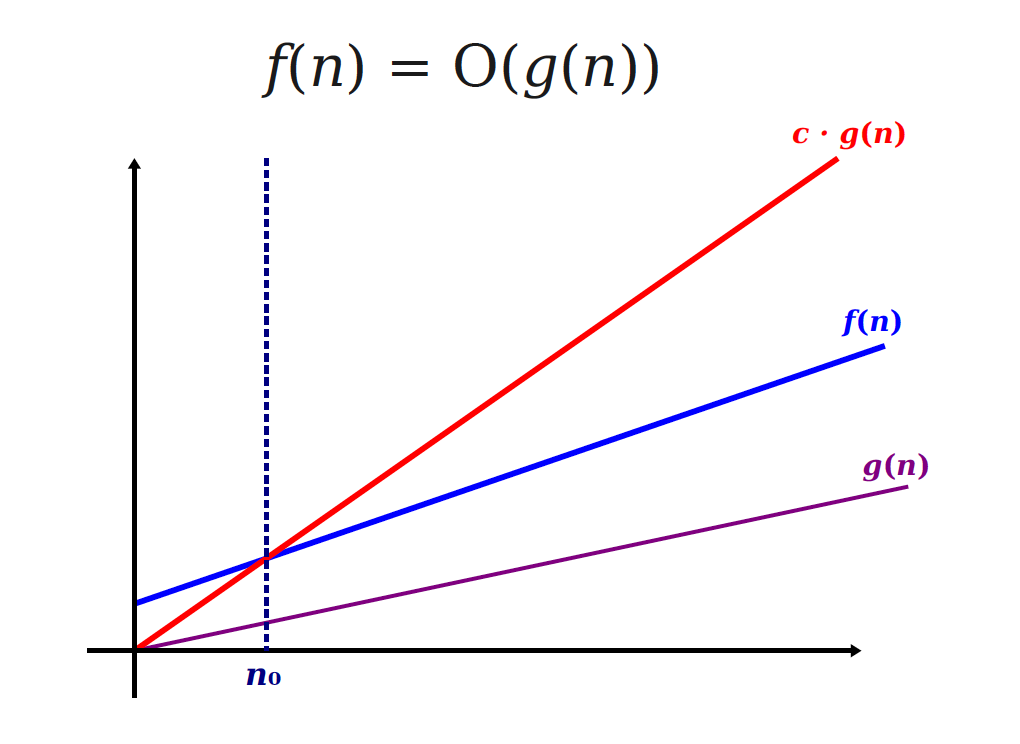 f(n) = O(g(n))
c · g(n)
f(n)
g(n)
n₀